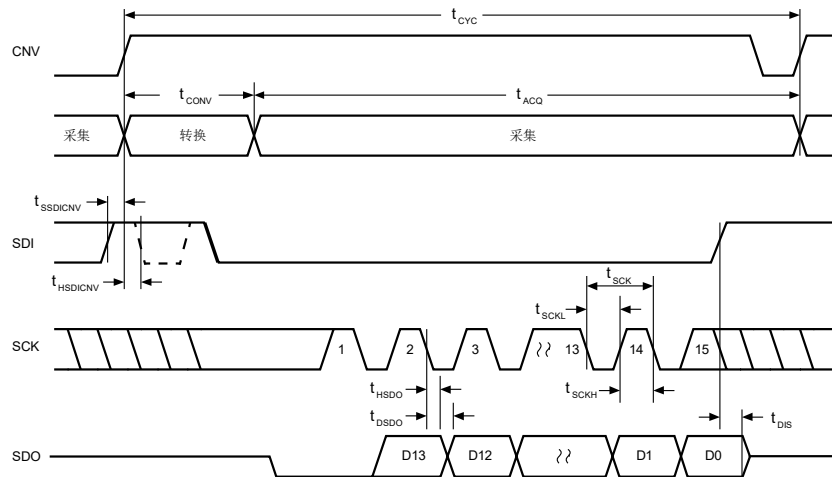 tCYC
CNV
tCONV
tACQ
采集 转换 采集
tSSDICNV
SDI
tHSDICNV
tSCK
tSCKL
SCK 1 2 3 13 14 15
tHSDO
tSCKH
tDSDO
tDIS
SDO D13 D12 D1 D0